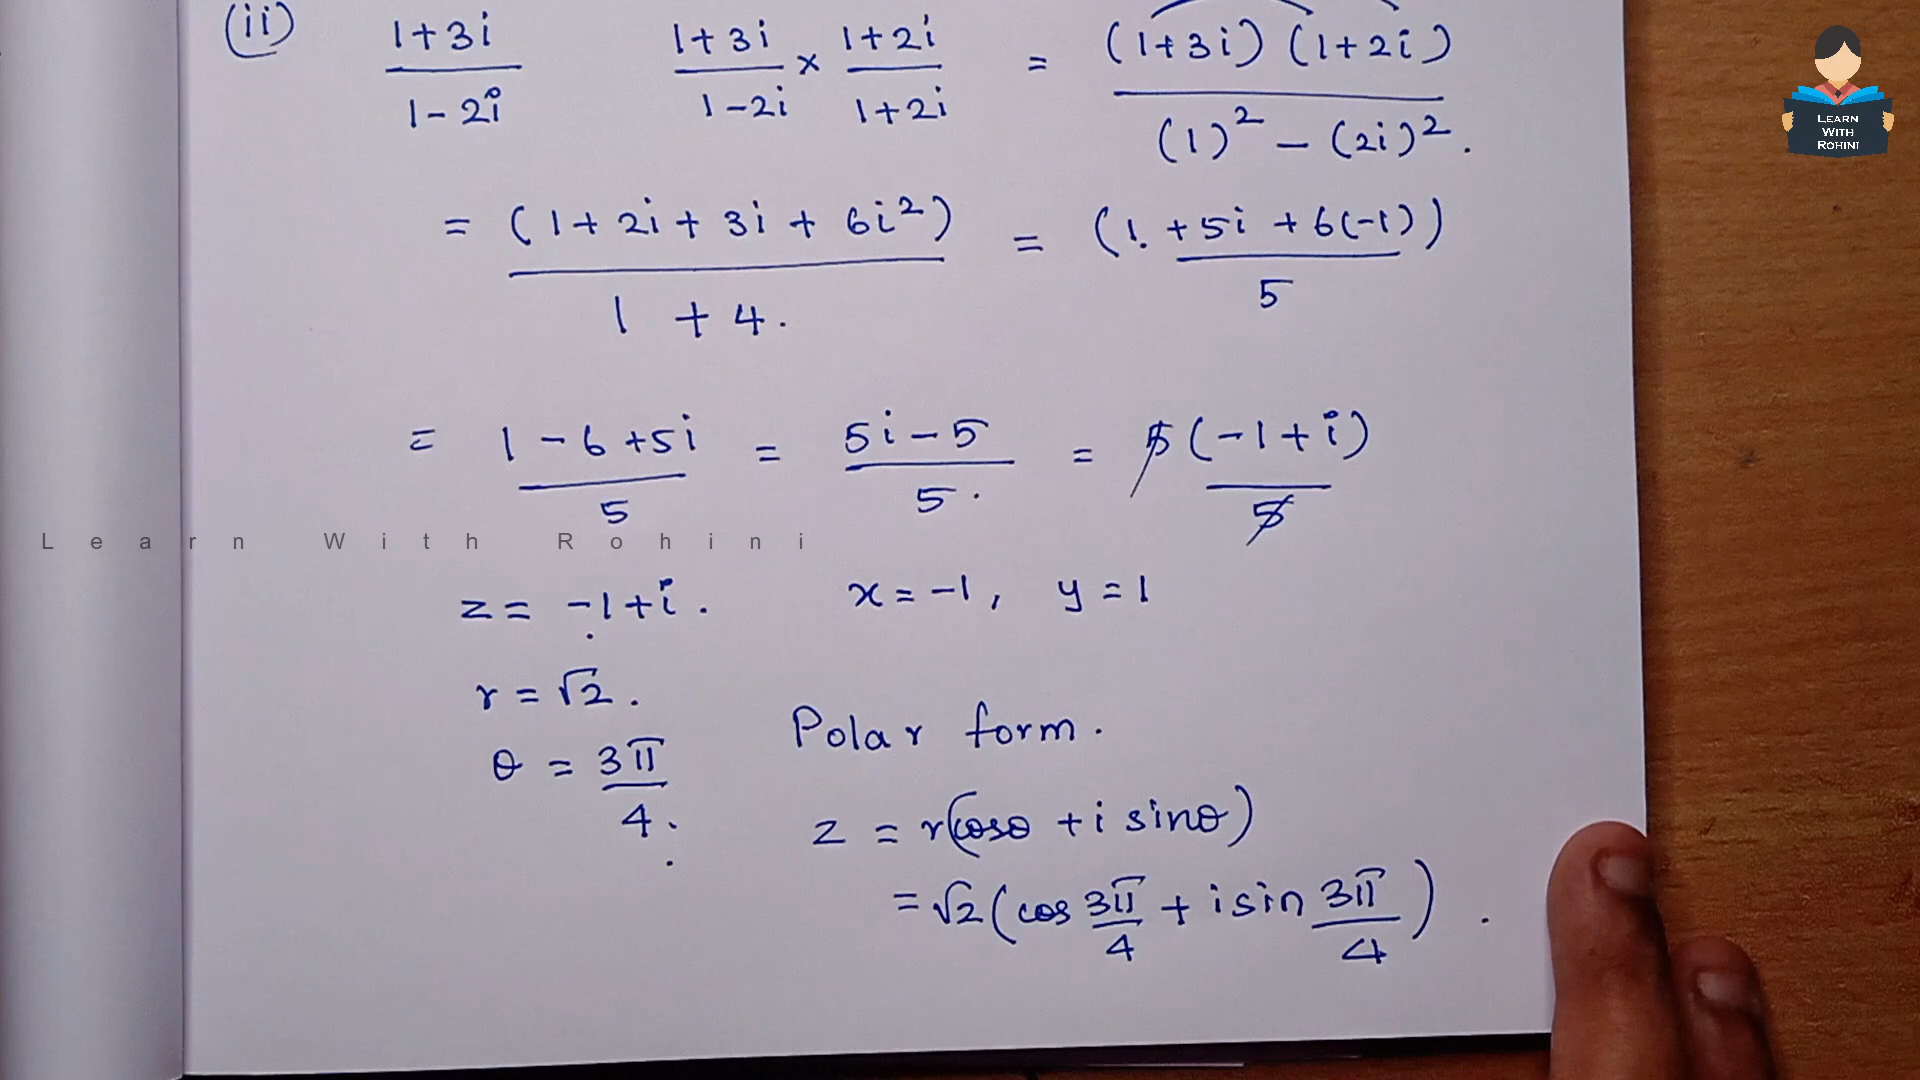 (ii) (1+3i)/(1-2i) (1+3i)/(1-2i) × (1+2i)/(1+2i) = (1+3i)(1+2i)/((1)² - (2i)²).
= (1+2i+3i+6i²)/(1+4). = (1.+5i+6(-1))/5
= (1-6+5i)/5 = (5i-5)/5. = 5(-1+i)/5
Learn With Rohini
z = -1+i. x = -1, y = 1
r = √2.
θ = 3π/4.
Polar form.
z = r(cosθ + i sinθ)
= √2(cos 3π/4 + i sin 3π/4).
LEARN
WITH
ROHINI